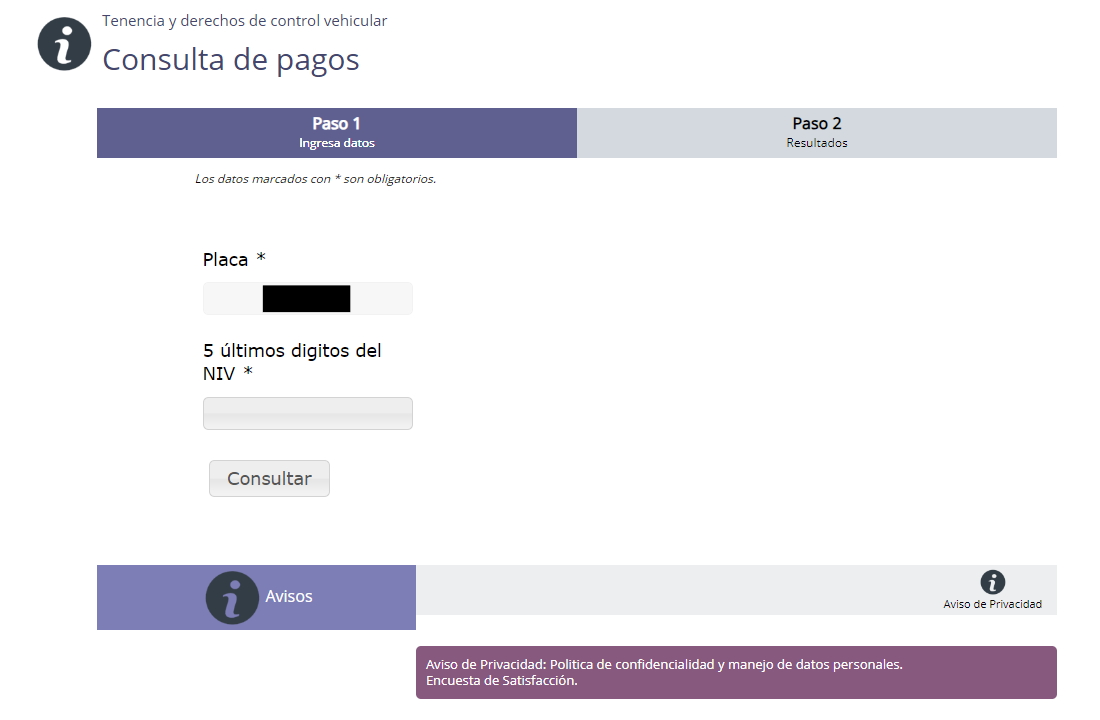 Tenencia y derechos de control vehicular
Consulta de pagos
Paso 1
Ingresa datos
Paso 2
Resultados
Los datos marcados con * son obligatorios.
Placa *
5 últimos digitos del
NIV *
Consultar
Avisos
Aviso de Privacidad
Aviso de Privacidad: Politica de confidencialidad y manejo de datos personales.
Encuesta de Satisfacción.